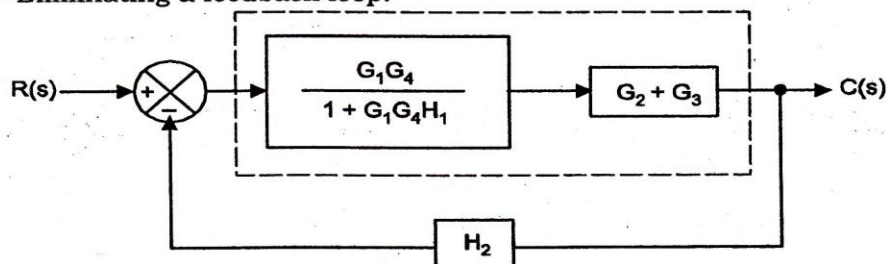 Eliminating a feedback loop.
R(s)
+
−
G₁G₄
1 + G₁G₄H₁
G₂ + G₃
C(s)
H₂